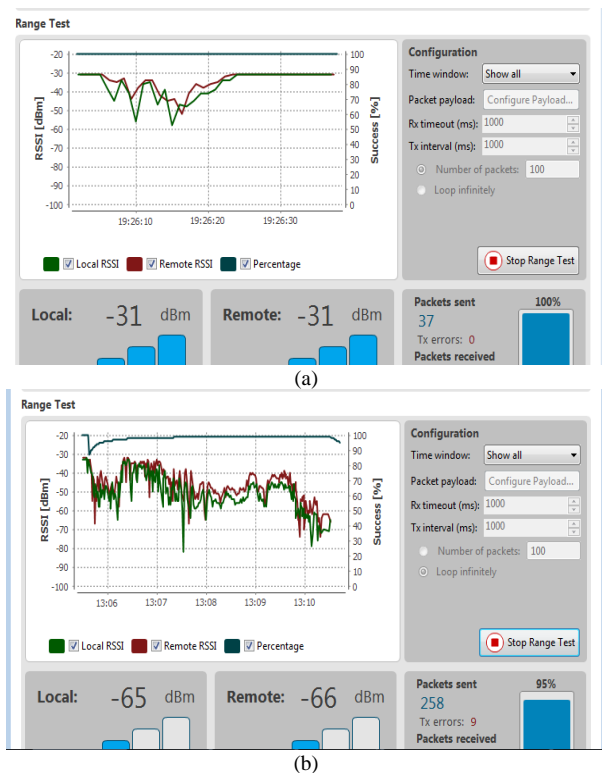 Range Test
-20
-30
-40
-50
-60
-70
-80
-90
-100
RSSI [dBm]
100
90
80
70
60
50
40
30
20
10
0
Success [%]
19:26:10 19:26:20 19:26:30
Local RSSI Remote RSSI Percentage
Configuration
Time window: Show all
Packet payload: Configure Payload...
Rx timeout (ms): 1000
Tx interval (ms): 1000
Number of packets: 100
Loop infinitely
Stop Range Test
Local: -31 dBm
Remote: -31 dBm
Packets sent 100%
37
Tx errors: 0
Packets received
(a)
Range Test
-20
-30
-40
-50
-60
-70
-80
-90
-100
RSSI [dBm]
100
90
80
70
60
50
40
30
20
10
0
Success [%]
13:06 13:07 13:08 13:09 13:10
Local RSSI Remote RSSI Percentage
Configuration
Time window: Show all
Packet payload: Configure Payload...
Rx timeout (ms): 1000
Tx interval (ms): 1000
Number of packets: 100
Loop infinitely
Stop Range Test
Local: -65 dBm
Remote: -66 dBm
Packets sent 95%
258
Tx errors: 9
Packets received
(b)